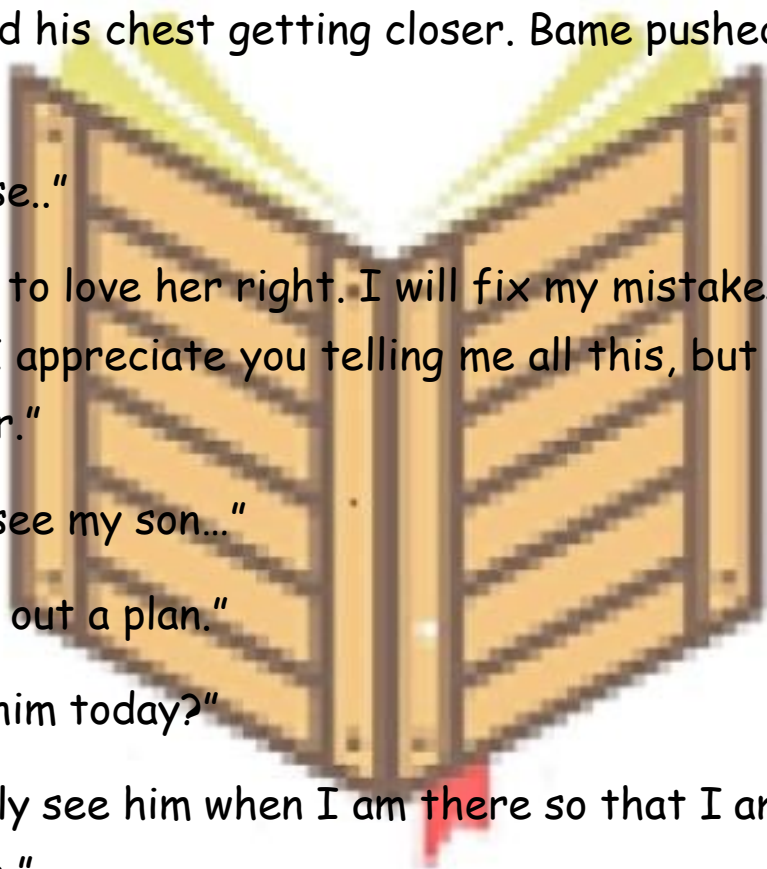 d his chest getting closer. Bame pushed
se..”
to love her right. I will fix my mistake
I appreciate you telling me all this, but
r.”
see my son…”
out a plan.”
him today?”
ly see him when I am there so that I am